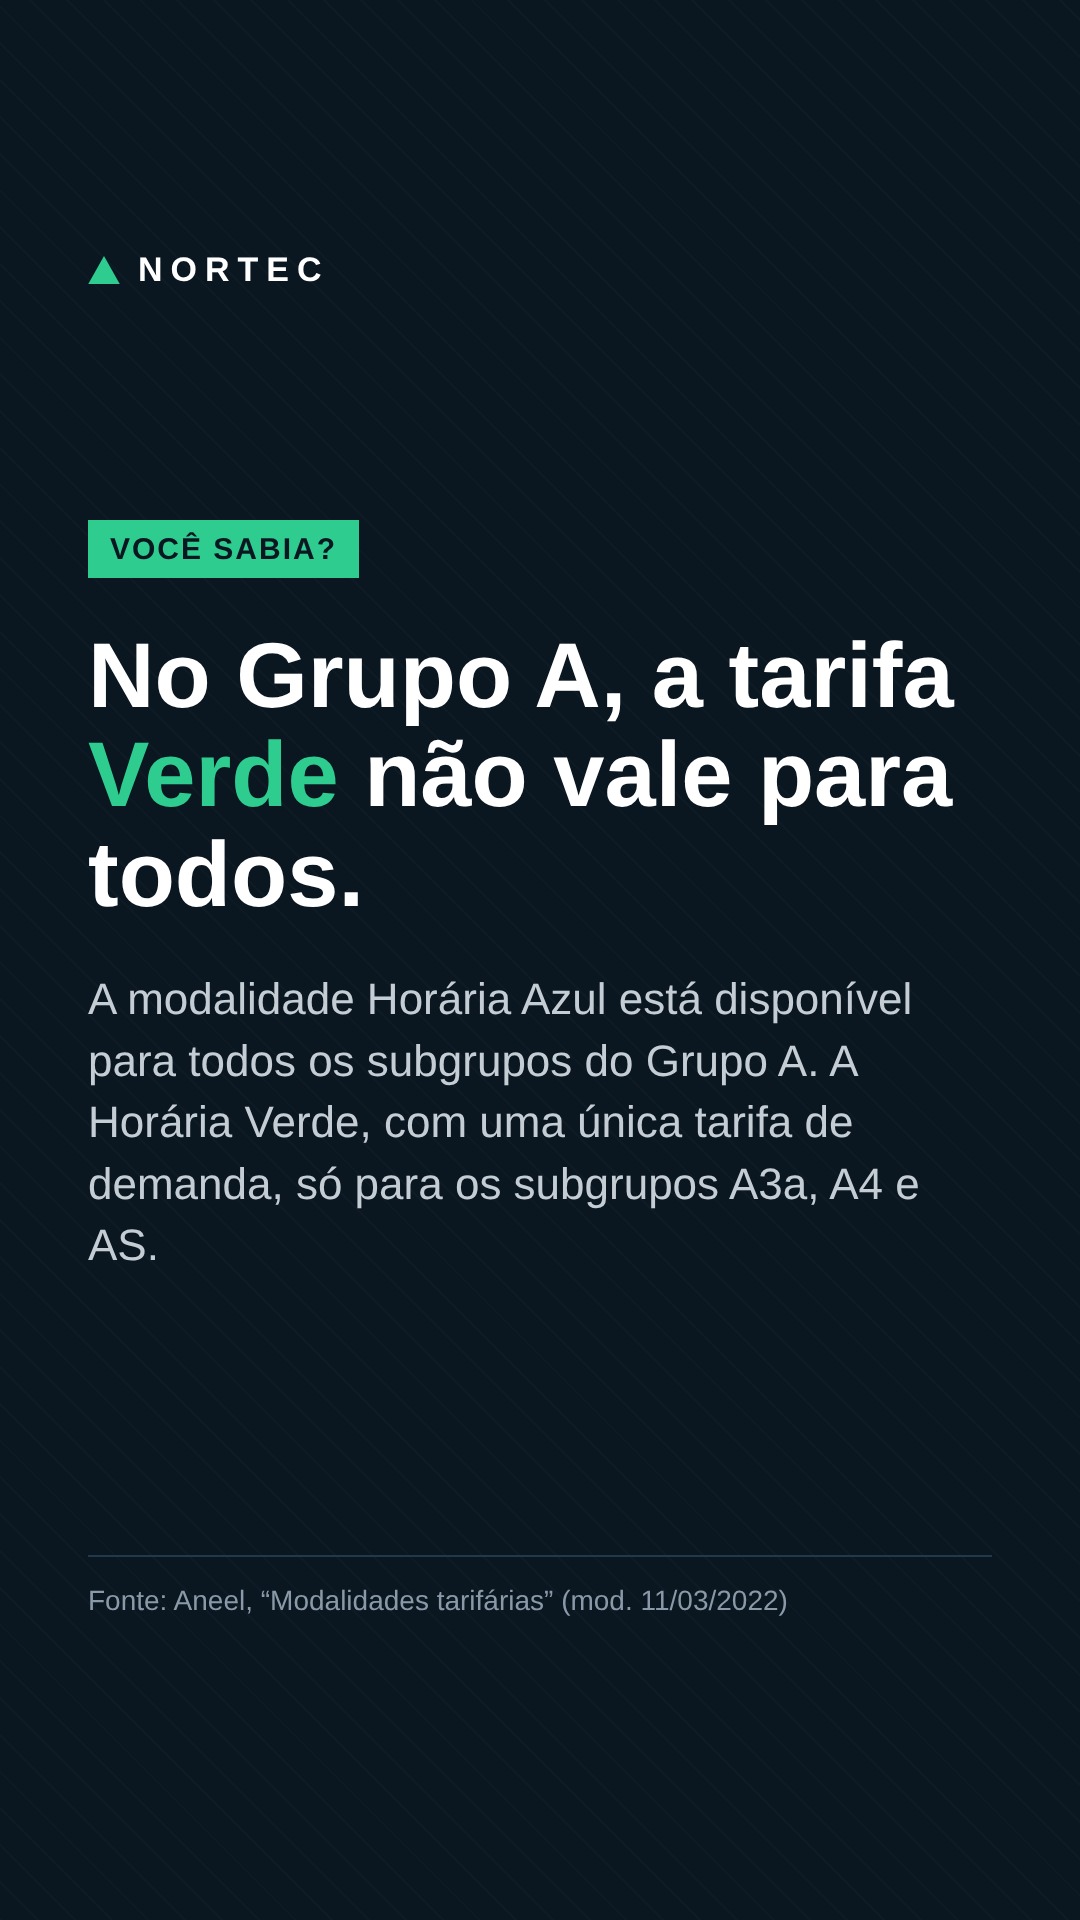 NORTEC
VOCÊ SABIA?
No Grupo A, a tarifa
Verde não vale para
todos.
A modalidade Horária Azul está disponível
para todos os subgrupos do Grupo A. A
Horária Verde, com uma única tarifa de
demanda, só para os subgrupos A3a, A4 e
AS.
Fonte: Aneel, “Modalidades tarifárias” (mod. 11/03/2022)